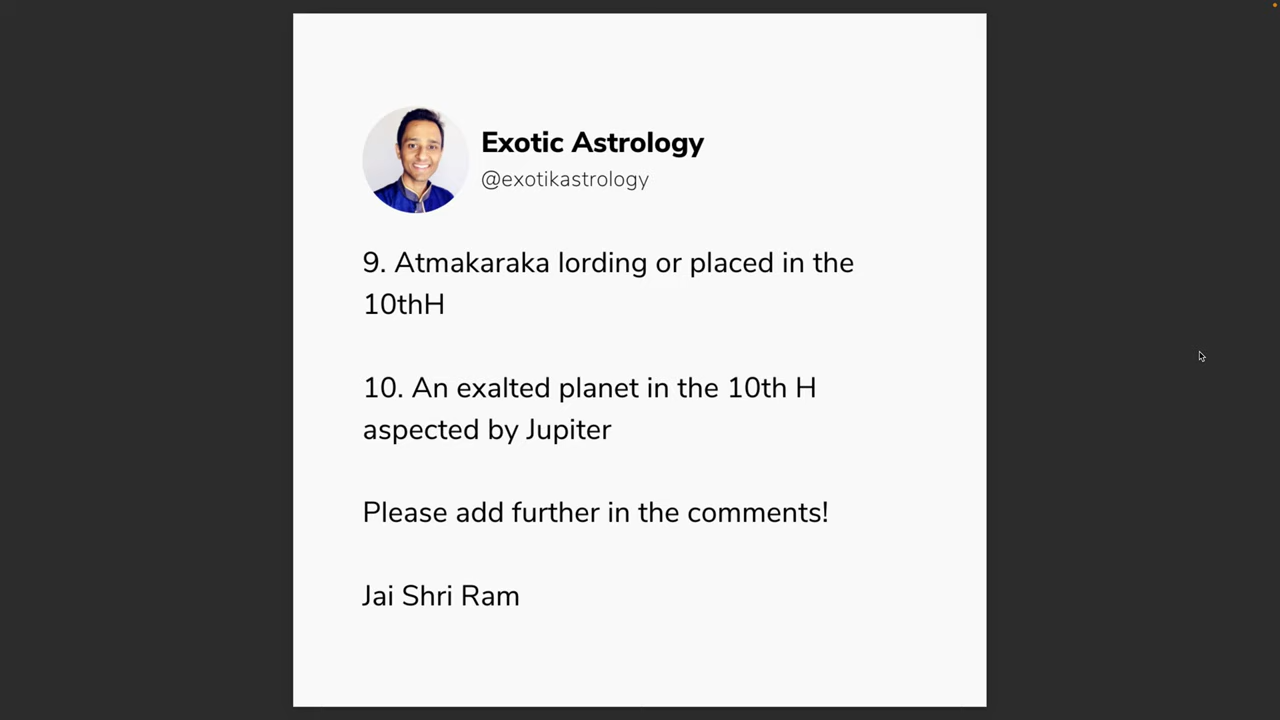 Exotic Astrology
@exotikastrology
9. Atmakaraka lording or placed in the
10thH
10. An exalted planet in the 10th H
aspected by Jupiter
Please add further in the comments!
Jai Shri Ram